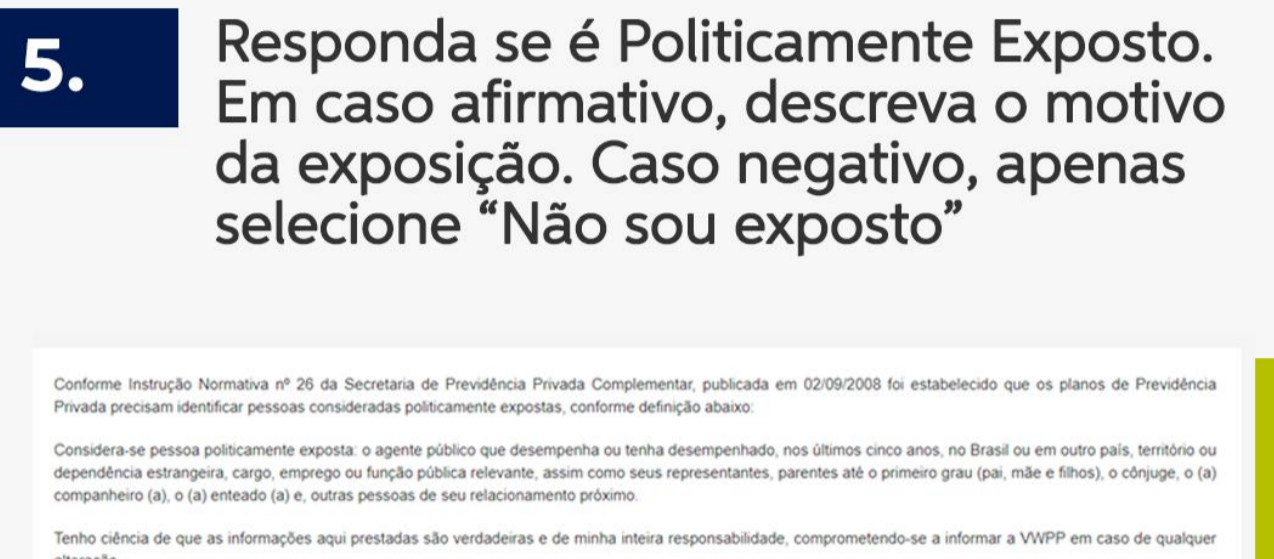 5.
Responda se é Politicamente Exposto.
Em caso afirmativo, descreva o motivo
da exposição. Caso negativo, apenas
selecione “Não sou exposto”
Conforme Instrução Normativa nº 26 da Secretaria de Previdência Privada Complementar, publicada em 02/09/2008 foi estabelecido que os planos de Previdência
Privada precisam identificar pessoas consideradas politicamente expostas, conforme definição abaixo:
Considera-se pessoa politicamente exposta: o agente público que desempenha ou tenha desempenhado, nos últimos cinco anos, no Brasil ou em outro país, território ou
dependência estrangeira, cargo, emprego ou função pública relevante, assim como seus representantes, parentes até o primeiro grau (pai, mãe e filhos), o cônjuge, o (a)
companheiro (a), o (a) enteado (a) e, outras pessoas de seu relacionamento próximo.
Tenho ciência de que as informações aqui prestadas são verdadeiras e de minha inteira responsabilidade, comprometendo-se a informar a VWPP em caso de qualquer